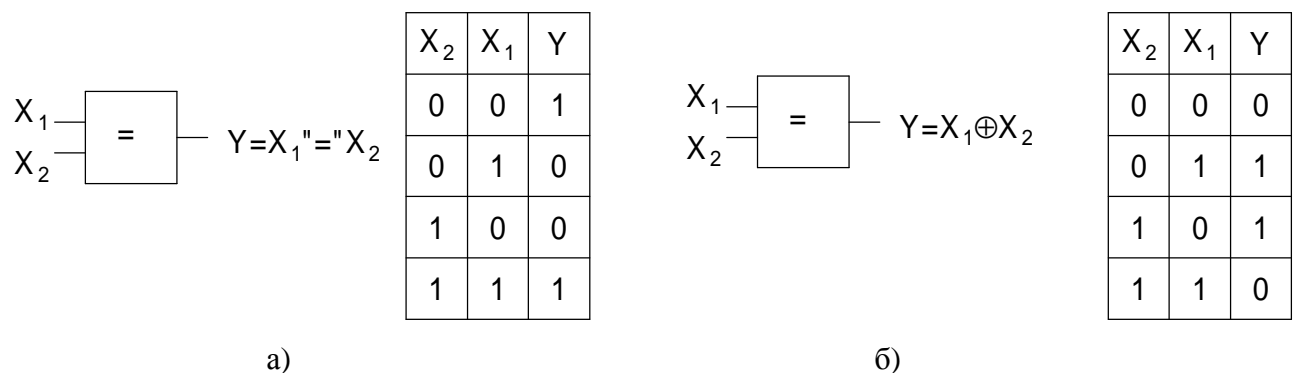 X₁
X₂
=
Y=X₁"="X₂
X₂ X₁ Y
0 0 1
0 1 0
1 0 0
1 1 1
а)
X₁
X₂
=
Y=X₁⊕X₂
X₂ X₁ Y
0 0 0
0 1 1
1 0 1
1 1 0
б)